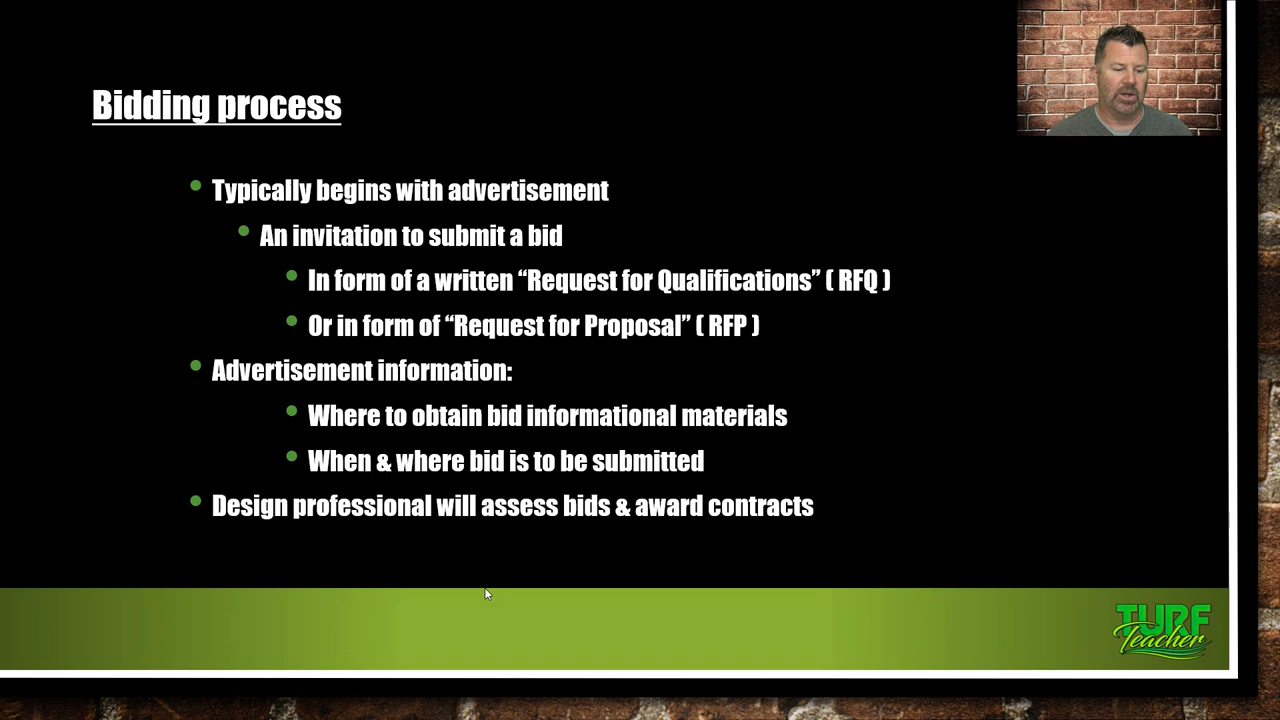 Bidding process
Typically begins with advertisement
An invitation to submit a bid
In form of a written “Request for Qualifications” ( RFQ )
Or in form of “Request for Proposal” ( RFP )
Advertisement information:
Where to obtain bid informational materials
When & where bid is to be submitted
Design professional will assess bids & award contracts
TURF
Teacher